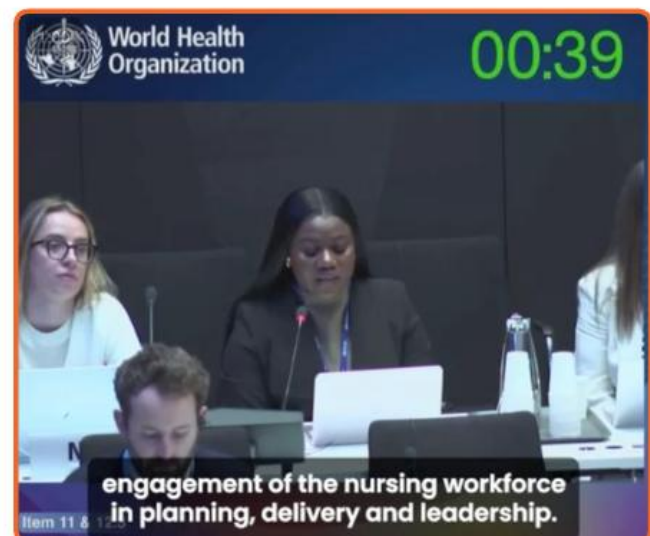 World Health
Organization
00:39
N
engagement of the nursing workforce
in planning, delivery and leadership.
Item 11 &